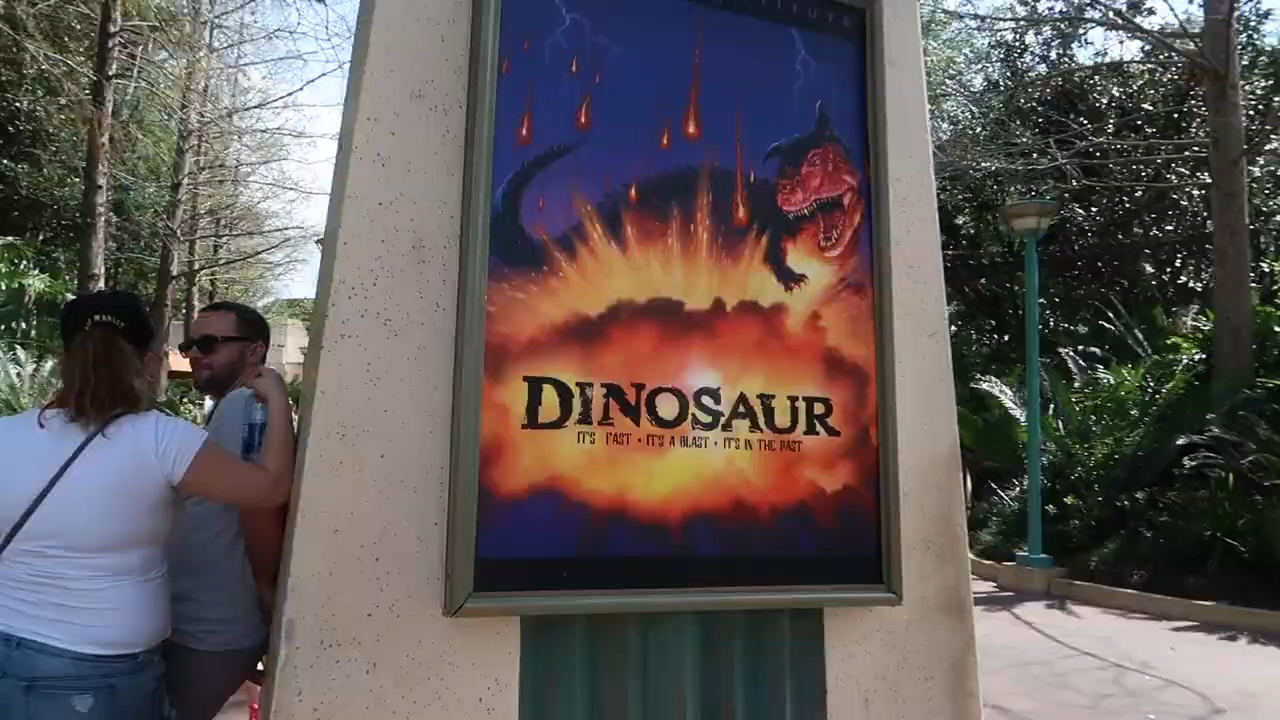 DINOSAUR
IT'S FAST • IT'S A BLAST • IT'S IN THE PAST